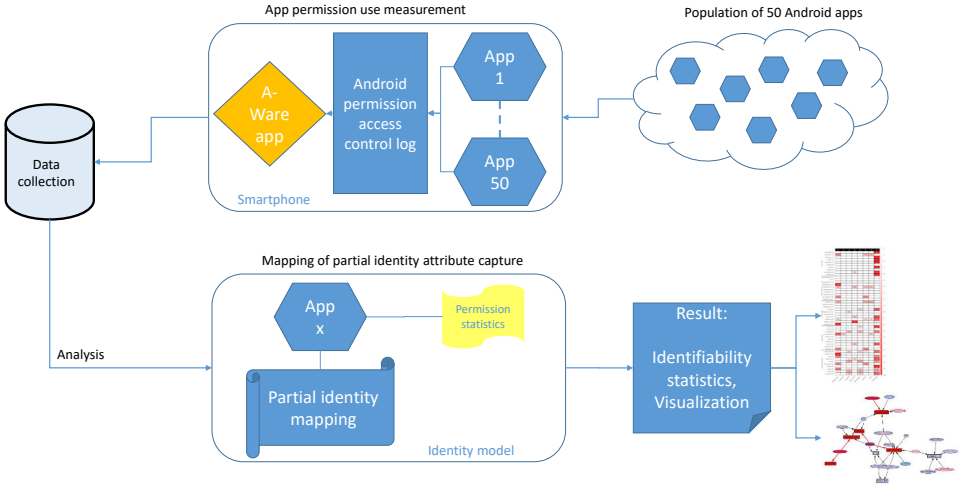 App permission use measurement
Population of 50 Android apps
A-
Ware
app
Android
permission
access
control log
App
1
App
50
Smartphone
Data
collection
Mapping of partial identity attribute capture
App
x
Permission
statistics
Partial identity
mapping
Identity model
Analysis
Result:
Identifiability
statistics,
Visualization